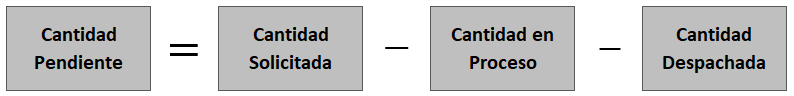 Cantidad Pendiente = Cantidad Solicitada − Cantidad en Proceso − Cantidad Despachada